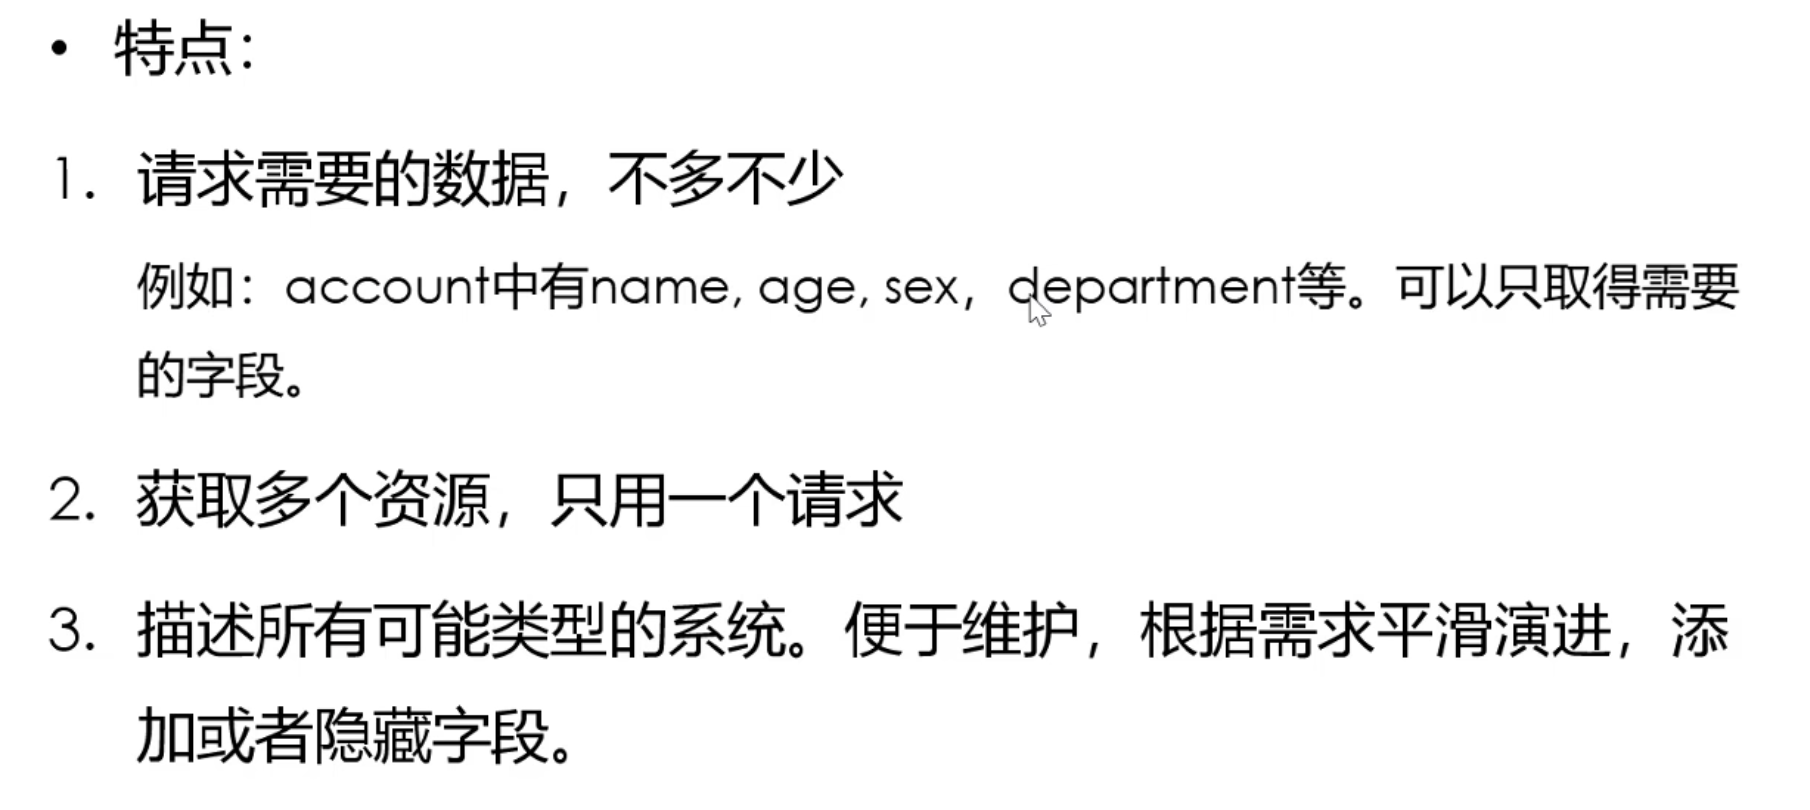 • 特点：
1. 请求需要的数据，不多不少
例如：account中有name, age, sex，department等。可以只取得需要
的字段。
2. 获取多个资源，只用一个请求
3. 描述所有可能类型的系统。便于维护，根据需求平滑演进，添
加或者隐藏字段。